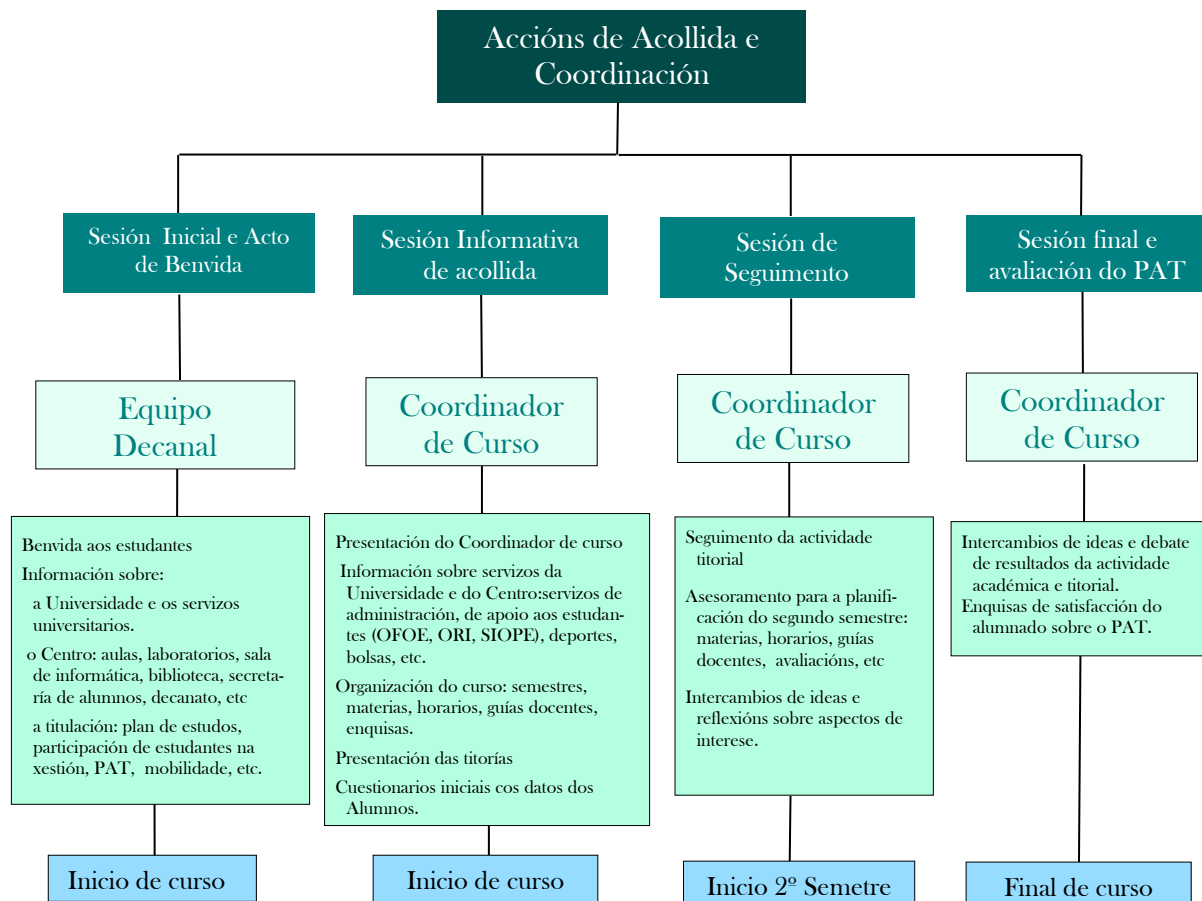 Accións de Acollida e
Coordinación
Sesión Inicial e Acto
de Benvida
Sesión Informativa
de acollida
Sesión de
Seguimento
Sesión final e
avaliación do PAT
Equipo
Decanal
Coordinador
de Curso
Coordinador
de Curso
Coordinador
de Curso
Benvida aos estudantes
Información sobre:
a Universidade e os servizos
universitarios.
o Centro: aulas, laboratorios, sala
de informática, biblioteca, secreta-
ría de alumnos, decanato, etc
a titulación: plan de estudos,
participación de estudantes na
xestión, PAT, mobilidade, etc.
Presentación do Coordinador de curso
Información sobre servizos da
Universidade e do Centro:servizos de
administración, de apoio aos estudan-
tes (OFOE, ORI, SIOPE), deportes,
bolsas, etc.
Organización do curso: semestres,
materias, horarios, guías docentes,
enquisas.
Presentación das titorías
Cuestionarios iniciais cos datos dos
Alumnos.
Seguimento da actividade
titorial
Asesoramento para a planifi-
cación do segundo semestre:
materias, horarios, guías
docentes, avaliacións, etc
Intercambios de ideas e
reflexións sobre aspectos de
interese.
Intercambios de ideas e debate
de resultados da actividade
académica e titorial.
Enquisas de satisfacción do
alumnado sobre o PAT.
Inicio de curso
Inicio de curso
Inicio 2º Semetre
Final de curso